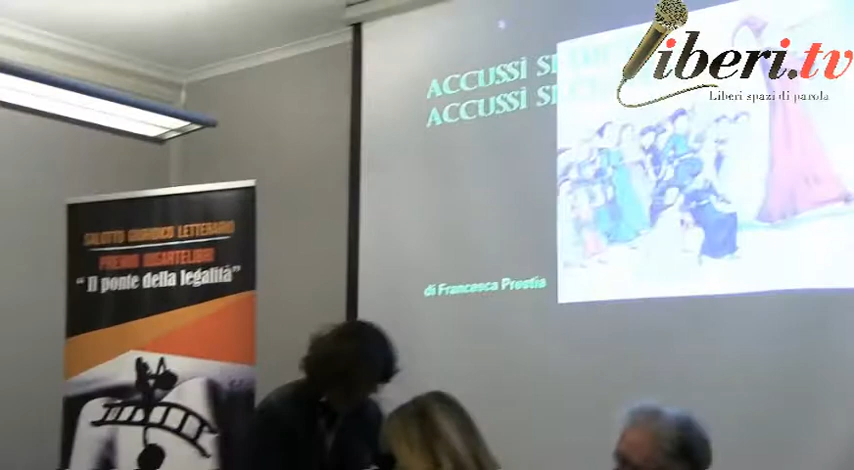 liberi.tv
Liberi spazi di parola
ACCUSSÌ SI
ACCUSSÌ SI
di Francesca Prestia
SALOTTO GIURIDICO LETTERARIO
PREMIO DISARTELIBRI
"Il ponte della legalità"